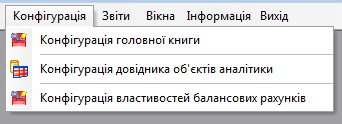 Конфігурація Звіти Вікна Інформація Вихід
Конфігурація головної книги
Конфігурація довідника об'єктів аналітики
Конфігурація властивостей балансових рахунків